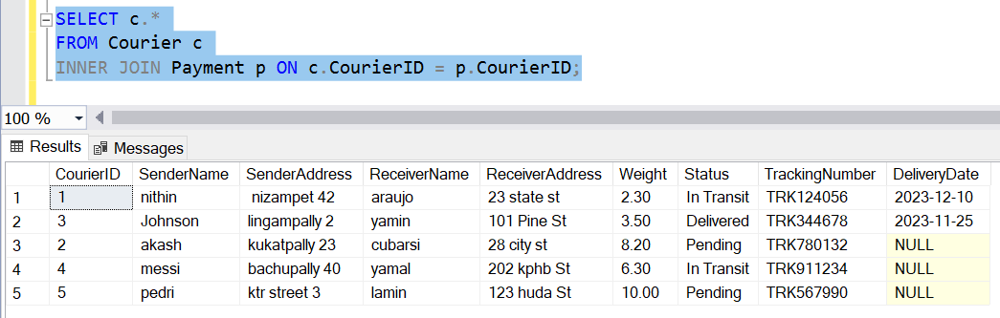 SELECT c.*
FROM Courier c
INNER JOIN Payment p ON c.CourierID = p.CourierID;
100 %
Results Messages
CourierID SenderName SenderAddress ReceiverName ReceiverAddress Weight Status TrackingNumber DeliveryDate
1 1 nithin nizampet 42 araujo 23 state st 2.30 In Transit TRK124056 2023-12-10
2 3 Johnson lingampally 2 yamin 101 Pine St 3.50 Delivered TRK344678 2023-11-25
3 2 akash kukatpally 23 cubarsi 28 city st 8.20 Pending TRK780132 NULL
4 4 messi bachupally 40 yamal 202 kphb St 6.30 In Transit TRK911234 NULL
5 5 pedri ktr street 3 lamin 123 huda St 10.00 Pending TRK567990 NULL